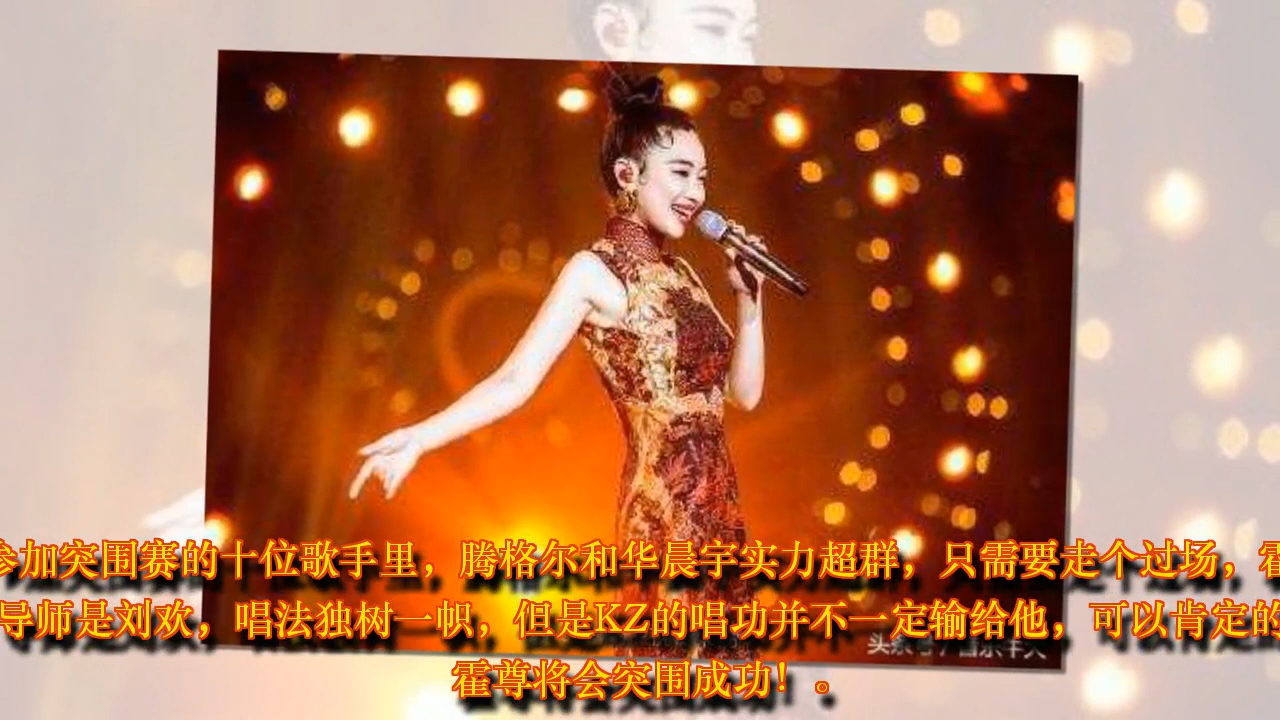 参加突围赛的十位歌手里，腾格尔和华晨宇实力超群，只需要走个过场，霍
导师是刘欢，唱法独树一帜，但是KZ的唱功并不一定输给他，可以肯定的
霍尊将会突围成功！。